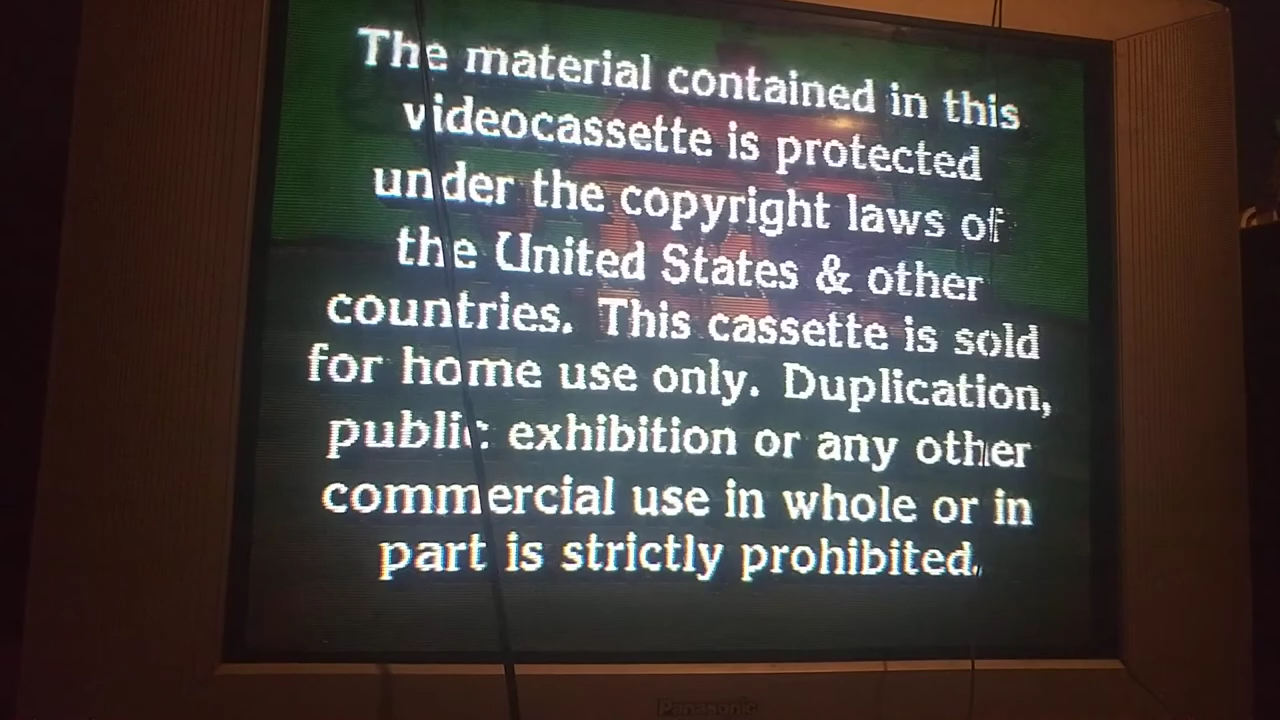 The material contained in this
videocassette is protected
under the copyright laws of
the United States & other
countries. This cassette is sold
for home use only. Duplication,
public exhibition or any other
commercial use in whole or in
part is strictly prohibited.
Panasonic